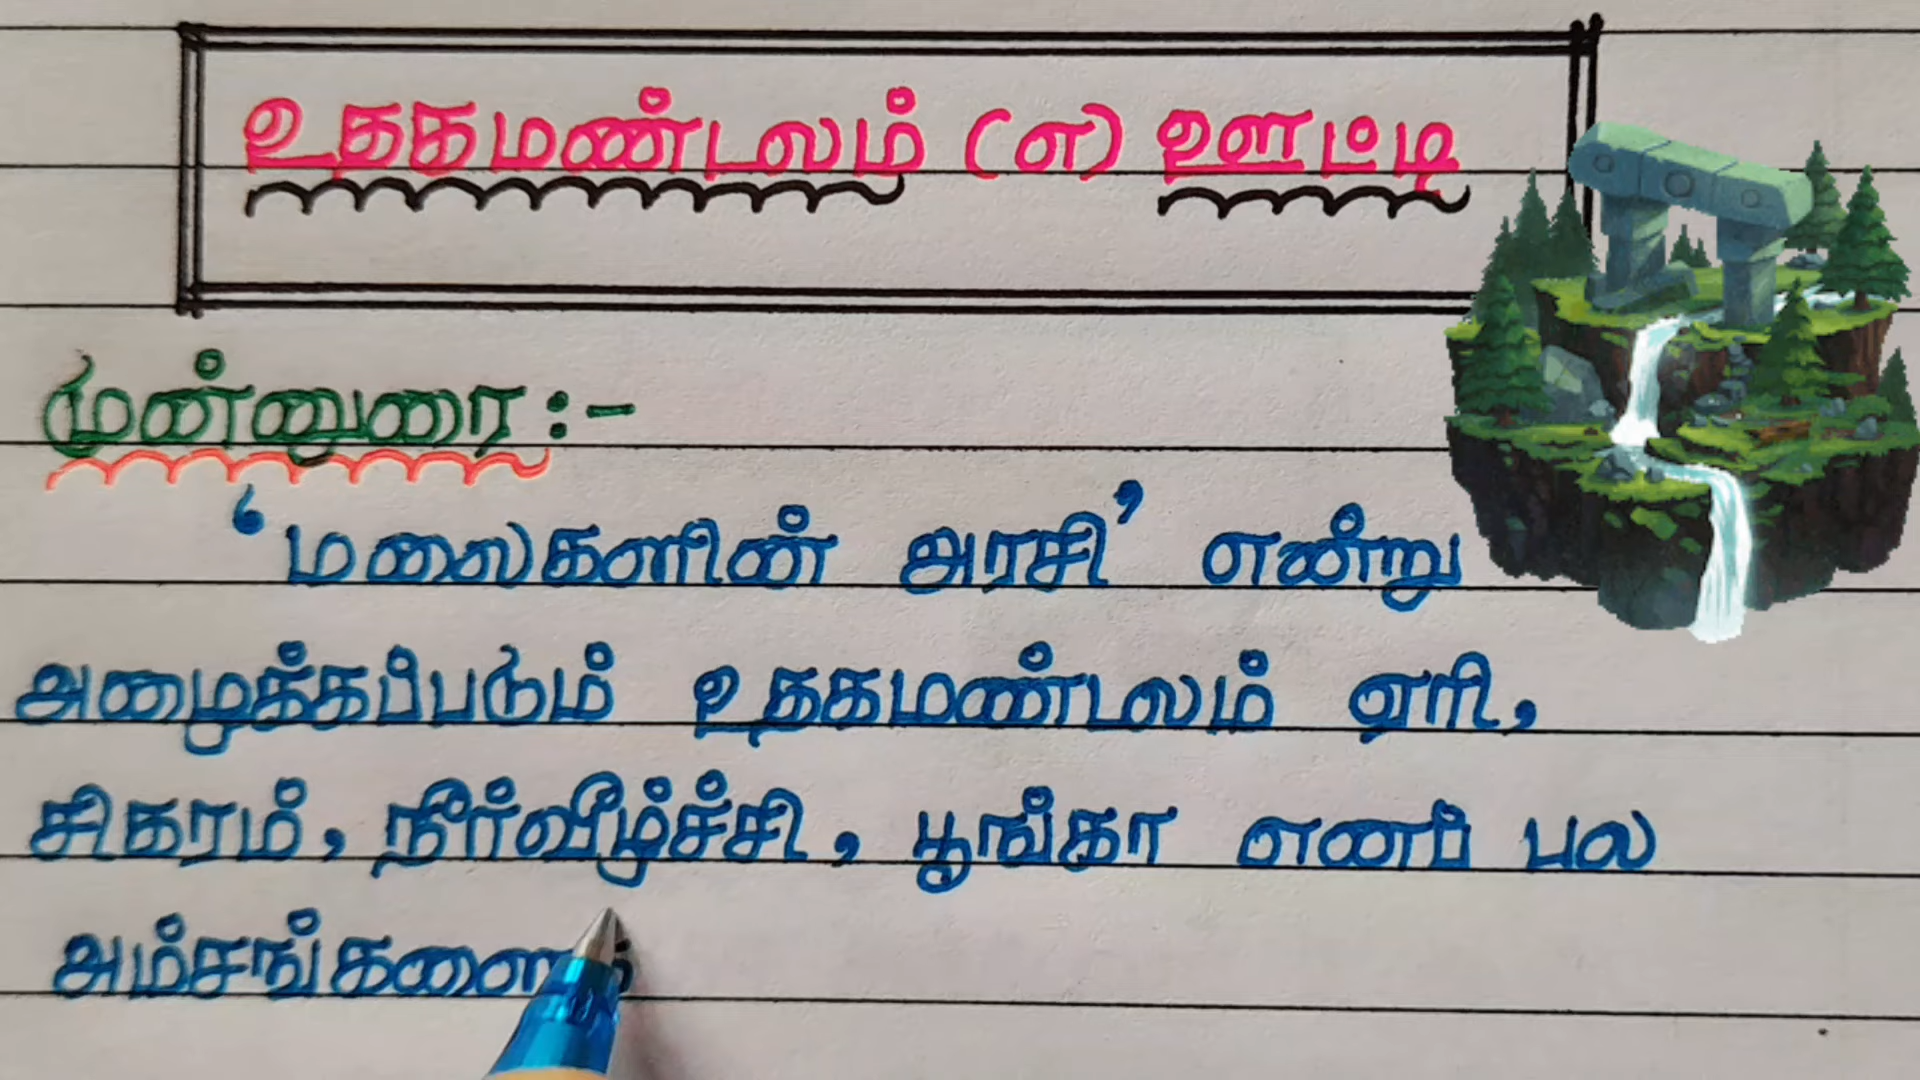 உதகமண்டலம் (எ) ஊட்டி
முன்னுரை:-
‘மலைகளின் அரசி’ என்று
அழைக்கப்படும் உதகமண்டலம் ஏரி,
சிகரம், நீர்வீழ்ச்சி, பூங்கா எனப் பல
அம்சங்களை